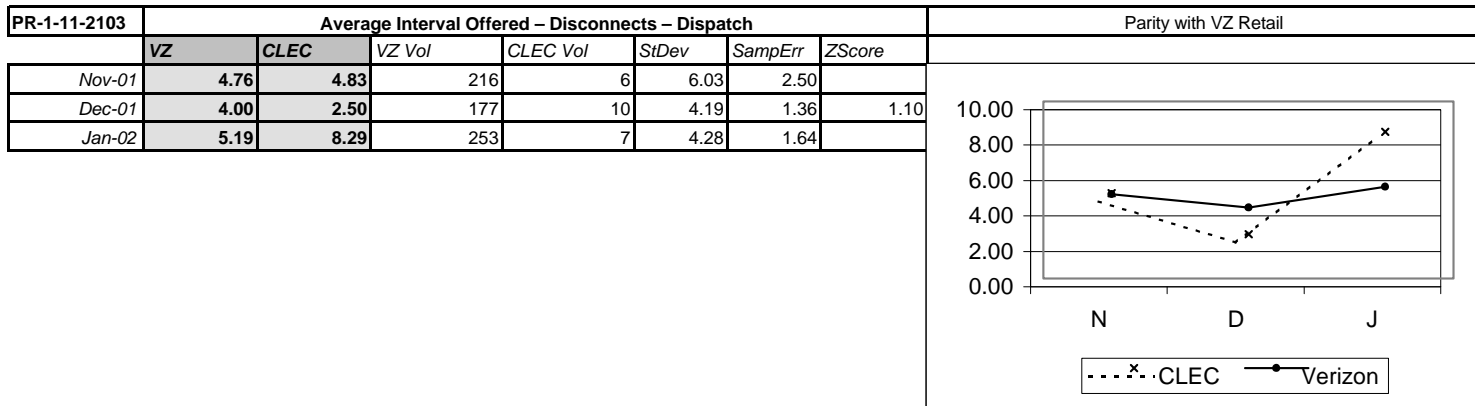 PR-1-11-2103 Average Interval Offered – Disconnects – Dispatch Parity with VZ Retail
VZ CLEC VZ Vol CLEC Vol StDev SampErr ZScore
Nov-01 4.76 4.83 216 6 6.03 2.50
Dec-01 4.00 2.50 177 10 4.19 1.36 1.10
Jan-02 5.19 8.29 253 7 4.28 1.64
10.00
8.00
6.00
4.00
2.00
0.00
N D J
CLEC Verizon